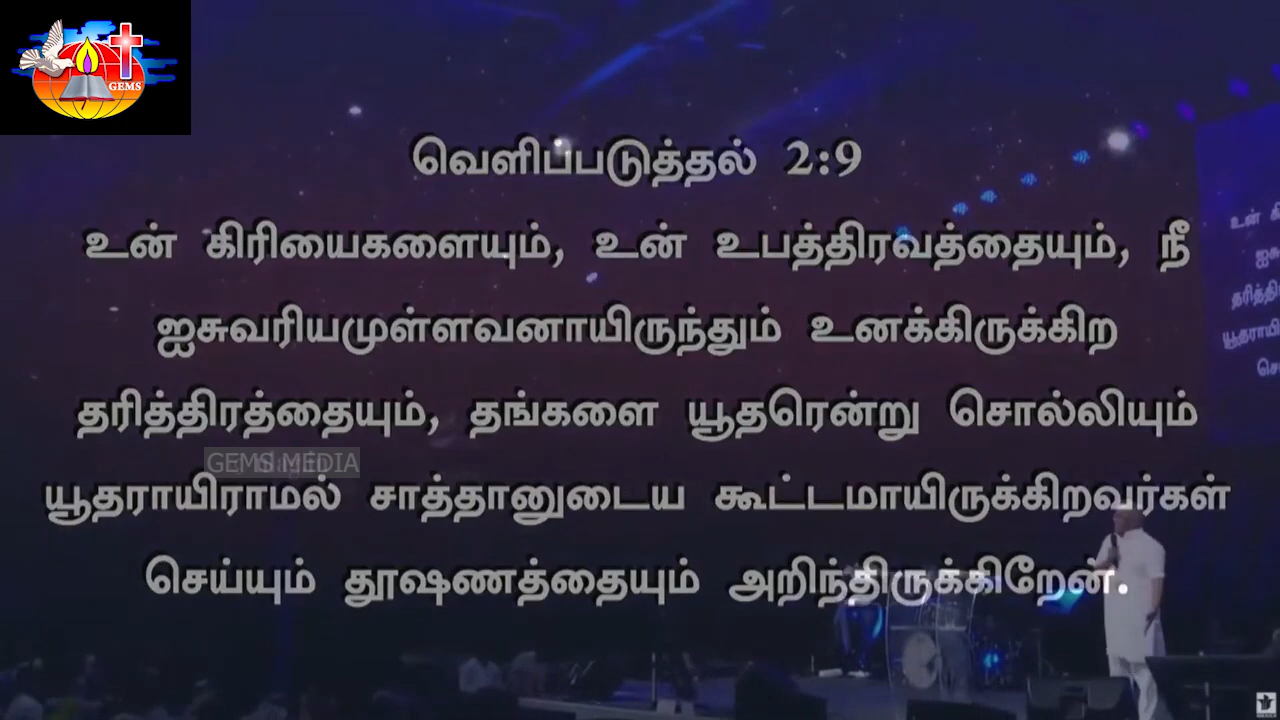 GEMS
வெளிப்படுத்தல் 2:9
உன் கிரியைகளையும், உன் உபத்திரவத்தையும், நீ
ஐசுவரியமுள்ளவனாயிருந்தும் உனக்கிருக்கிற
தரித்திரத்தையும், தங்களை யூதரென்று சொல்லியும்
GEMS MEDIA
யூதராயிராமல் சாத்தானுடைய கூட்டமாயிருக்கிறவர்கள்
செய்யும் தூஷணத்தையும் அறிந்திருக்கிறேன்.
உன்